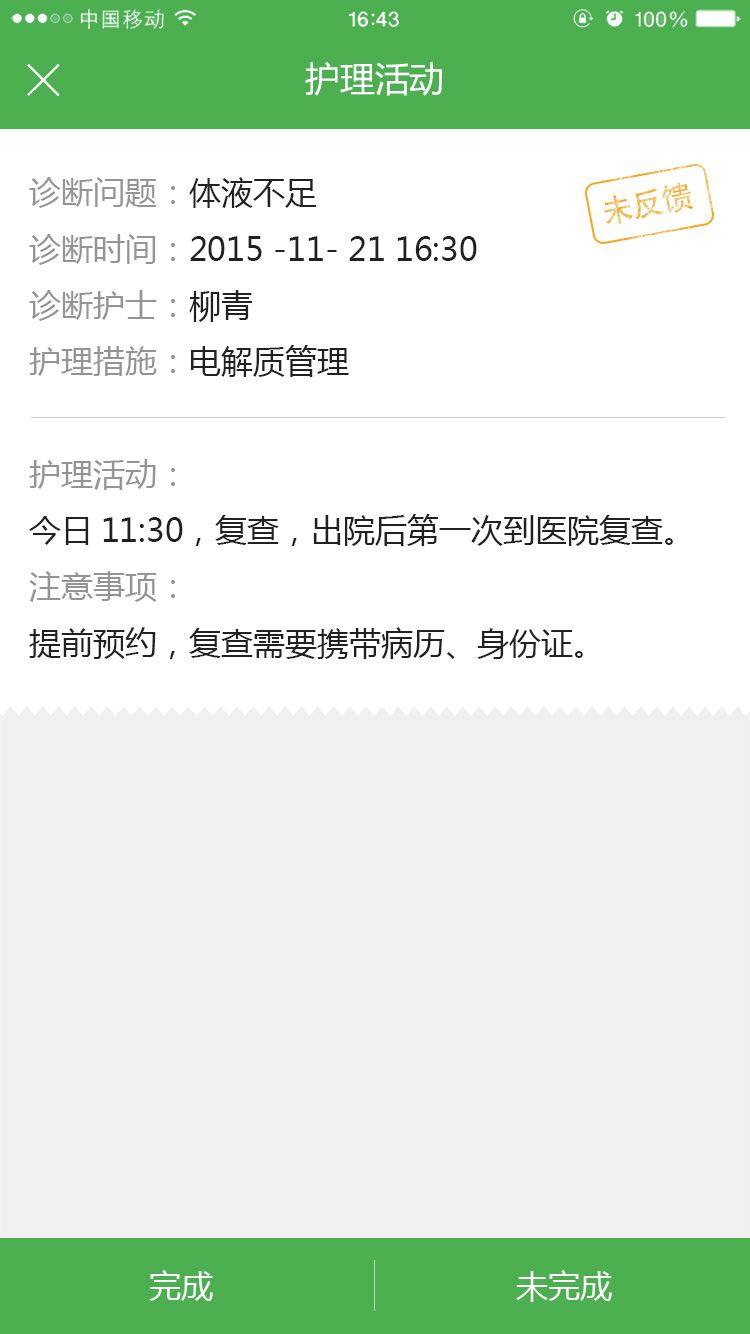 中国移动 16:43 100%
护理活动
诊断问题：体液不足
未反馈
诊断时间：2015 -11- 21 16:30
诊断护士：柳青
护理措施：电解质管理
护理活动：
今日 11:30，复查，出院后第一次到医院复查。
注意事项：
提前预约，复查需要携带病历、身份证。
完成 未完成